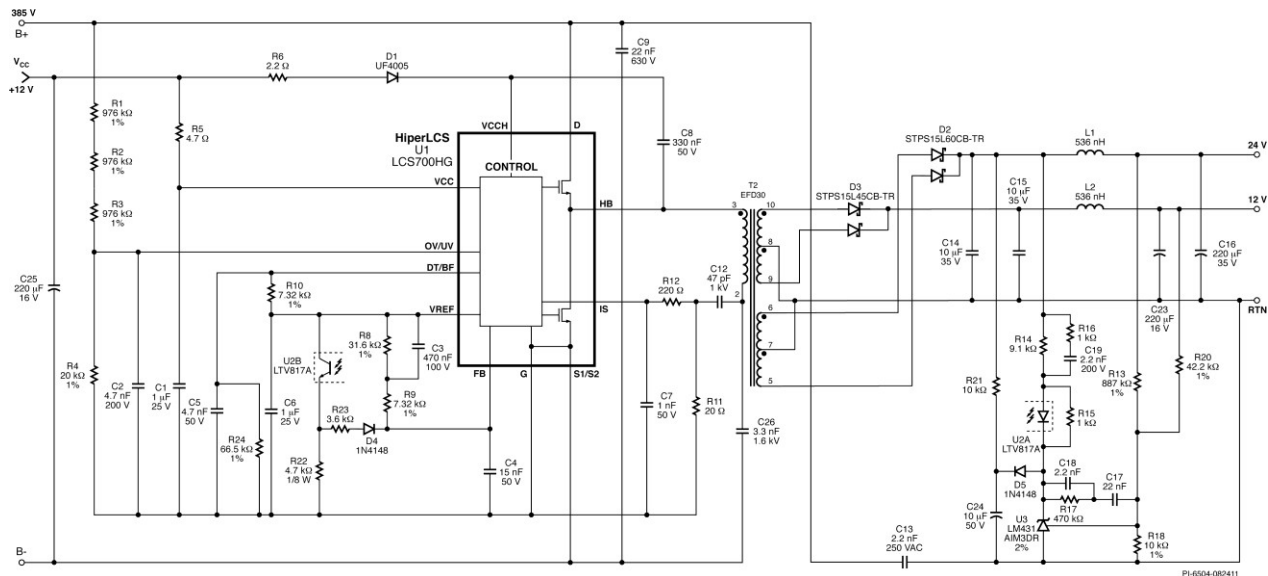 385 V
B+
VCC
+12 V
R6
2.2 Ω
D1
UF4005
C9
22 nF
630 V
R1
976 kΩ
1%
R2
976 kΩ
1%
R3
976 kΩ
1%
R5
4.7 Ω
HiperLCS
U1
LCS700HG
VCCH
D
CONTROL
VCC
HB
OV/UV
DT/BF
VREF
IS
FB
G
S1/S2
C8
330 nF
50 V
D2
STPS15L60CB-TR
L1
536 nH
24 V
T2
EFD30
D3
STPS15L45CB-TR
C15
10 µF
35 V
L2
536 nH
12 V
3
10
8
9
2
6
7
5
C14
10 µF
35 V
C16
220 µF
35 V
C23
220 µF
16 V
RTN
C25
220 µF
16 V
R10
7.32 kΩ
1%
R12
220 Ω
C12
47 pF
1 kV
R4
20 kΩ
1%
C2
4.7 nF
200 V
C1
1 µF
25 V
C5
4.7 nF
50 V
R24
66.5 kΩ
1%
C6
1 µF
25 V
U2B
LTV817A
R8
31.6 kΩ
1%
C3
470 nF
100 V
R9
7.32 kΩ
1%
R23
3.6 kΩ
D4
1N4148
R22
4.7 kΩ
1/8 W
C4
15 nF
50 V
C7
1 nF
50 V
R11
20 Ω
C26
3.3 nF
1.6 kV
R14
9.1 kΩ
R16
1 kΩ
C19
2.2 nF
200 V
R13
887 kΩ
1%
R20
42.2 kΩ
1%
R21
10 kΩ
R15
1 kΩ
U2A
LTV817A
D5
1N4148
C18
2.2 nF
C17
22 nF
R17
470 kΩ
C24
10 µF
50 V
U3
LM431
AIM3DR
2%
R18
10 kΩ
1%
C13
2.2 nF
250 VAC
B-
PI-6504-082411